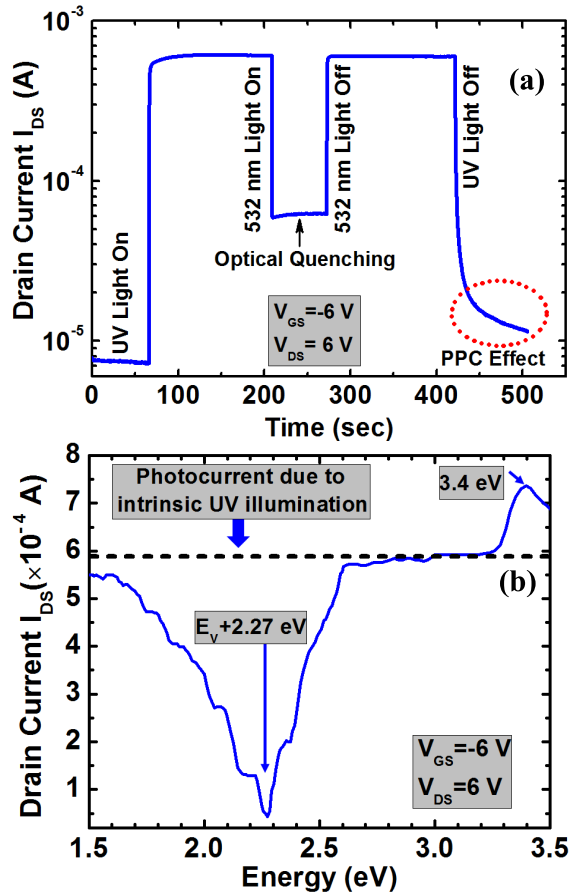 10⁻³
10⁻⁴
10⁻⁵
Drain Current I_DS (A)
(a)
UV Light On
532 nm Light On
532 nm Light Off
UV Light Off
Optical Quenching
V_GS=-6 V
V_DS= 6 V
PPC Effect
0 100 200 300 400 500
Time (sec)
8
7
6
5
4
3
2
1
Drain Current I_DS(×10⁻⁴ A)
Photocurrent due to
intrinsic UV illumination
3.4 eV
(b)
E_V+2.27 eV
V_GS=-6 V
V_DS=6 V
1.5 2.0 2.5 3.0 3.5
Energy (eV)